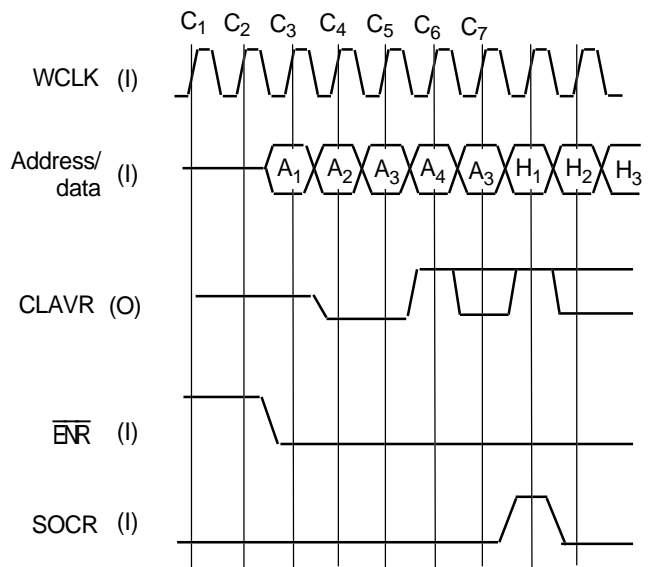 C1 C2 C3 C4 C5 C6 C7
WCLK (I)
Address/
data (I)
A1 A2 A3 A4 A3 H1 H2 H3
CLAVR (O)
ENR (I)
SOCR (I)